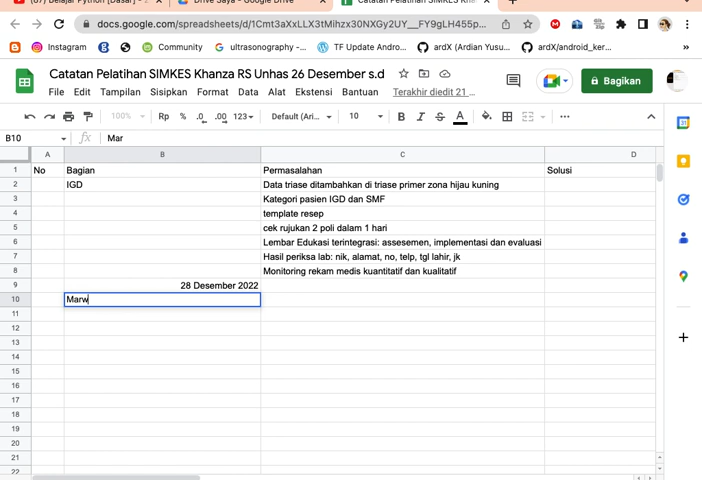 (67) Belajar Python [Dasar] - 2
Drive Saya - Google Drive
Catatan Pelatihan SIMKES Kh
docs.google.com/spreadsheets/d/1Cmt3aXxLX3tMihzx30NXGy2UY__FY9gLH455p...
Instagram
Community
ultrasonography -...
TF Update Andro...
ardX (Ardian Yusu...
ardX/android_ker...
»
Catatan Pelatihan SIMKES Khanza RS Unhas 26 Desember s.d
Bagikan
File Edit Tampilan Sisipkan Format Data Alat Ekstensi Bantuan Terakhir diedit 21 ...
100% Rp % .0 .00 123 Default (Ari... 10 B I S A
B10 fx Mar
A B C D
1 No Bagian Permasalahan Solusi
2 IGD Data triase ditambahkan di triase primer zona hijau kuning
3 Kategori pasien IGD dan SMF
4 template resep
5 cek rujukan 2 poli dalam 1 hari
6 Lembar Edukasi terintegrasi: assesemen, implementasi dan evaluasi
7 Hasil periksa lab: nik, alamat, no, telp, tgl lahir, jk
8 Monitoring rekam medis kuantitatif dan kualitatif
9 28 Desember 2022
10 Marw
11
12
13
14
15
16
17
18
19
20
21
22